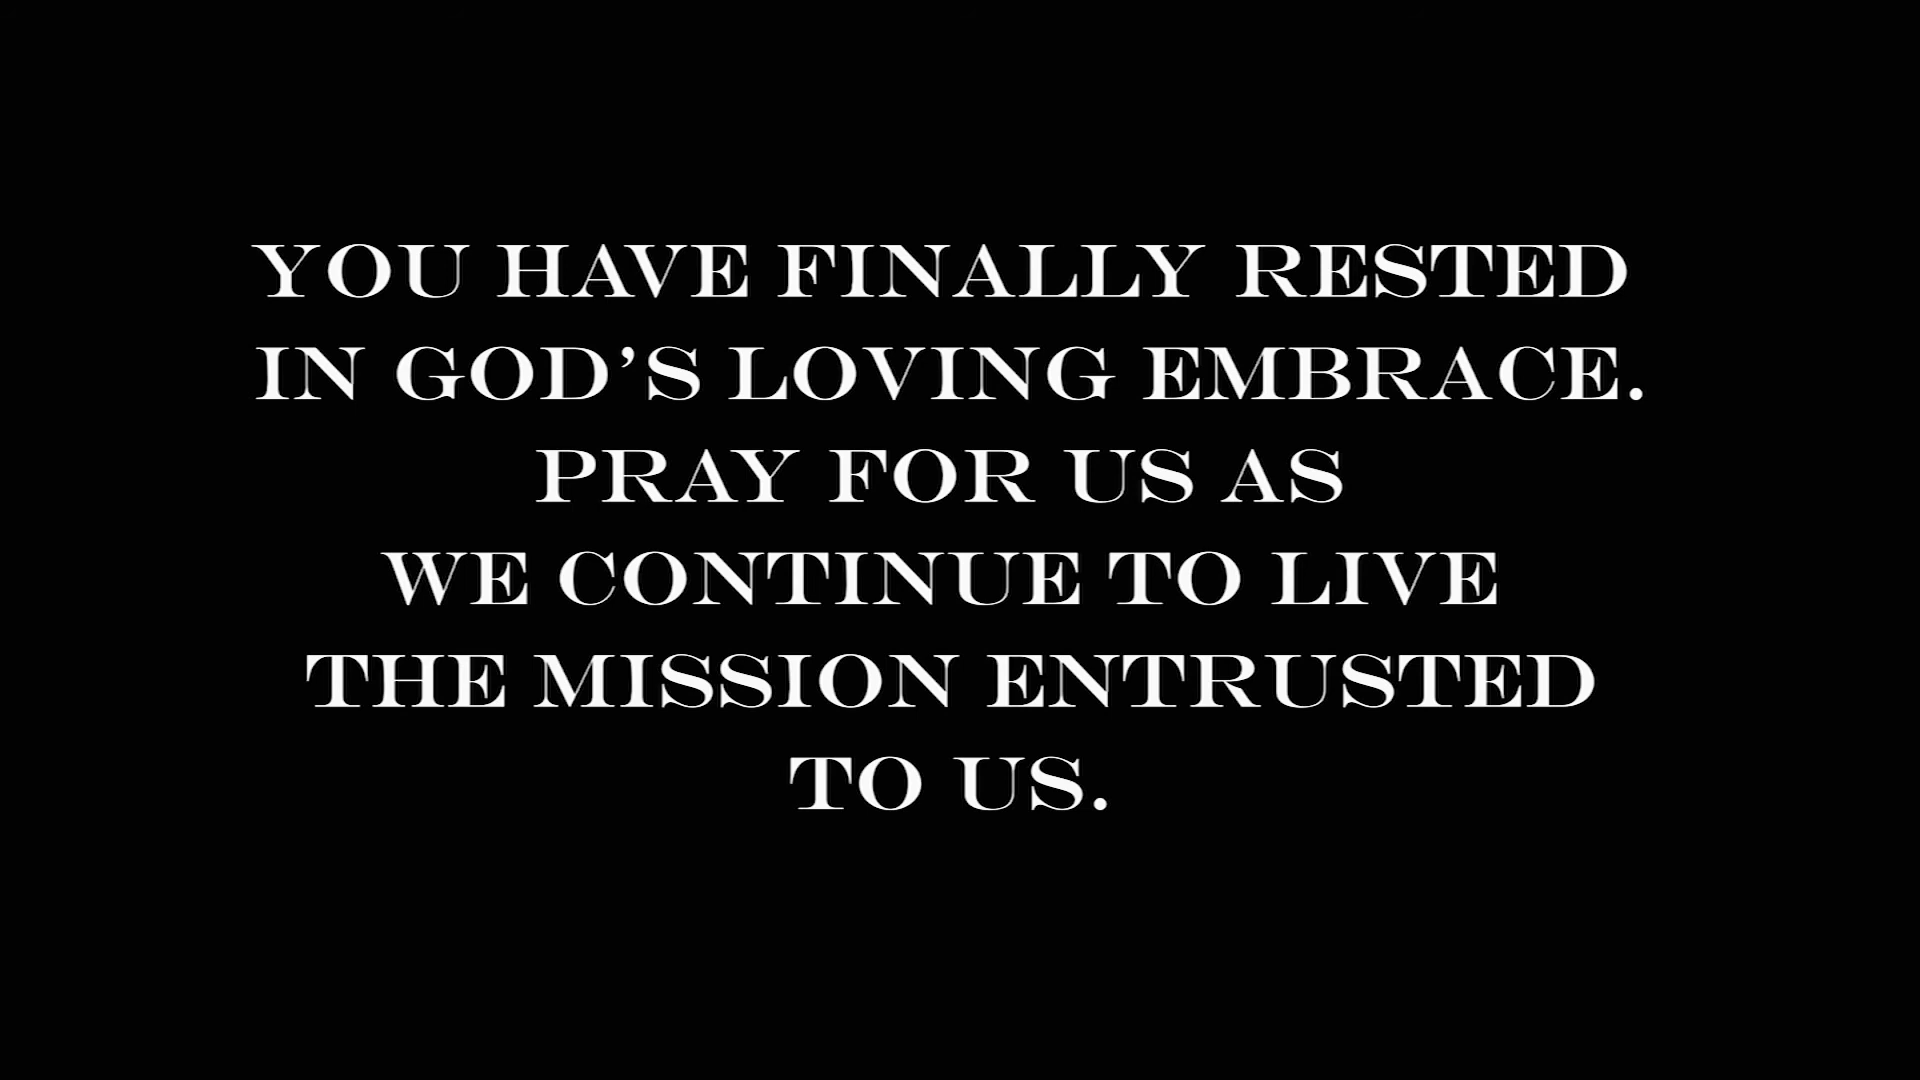 YOU HAVE FINALLY RESTED
IN GOD’S LOVING EMBRACE.
PRAY FOR US AS
WE CONTINUE TO LIVE
THE MISSION ENTRUSTED
TO US.